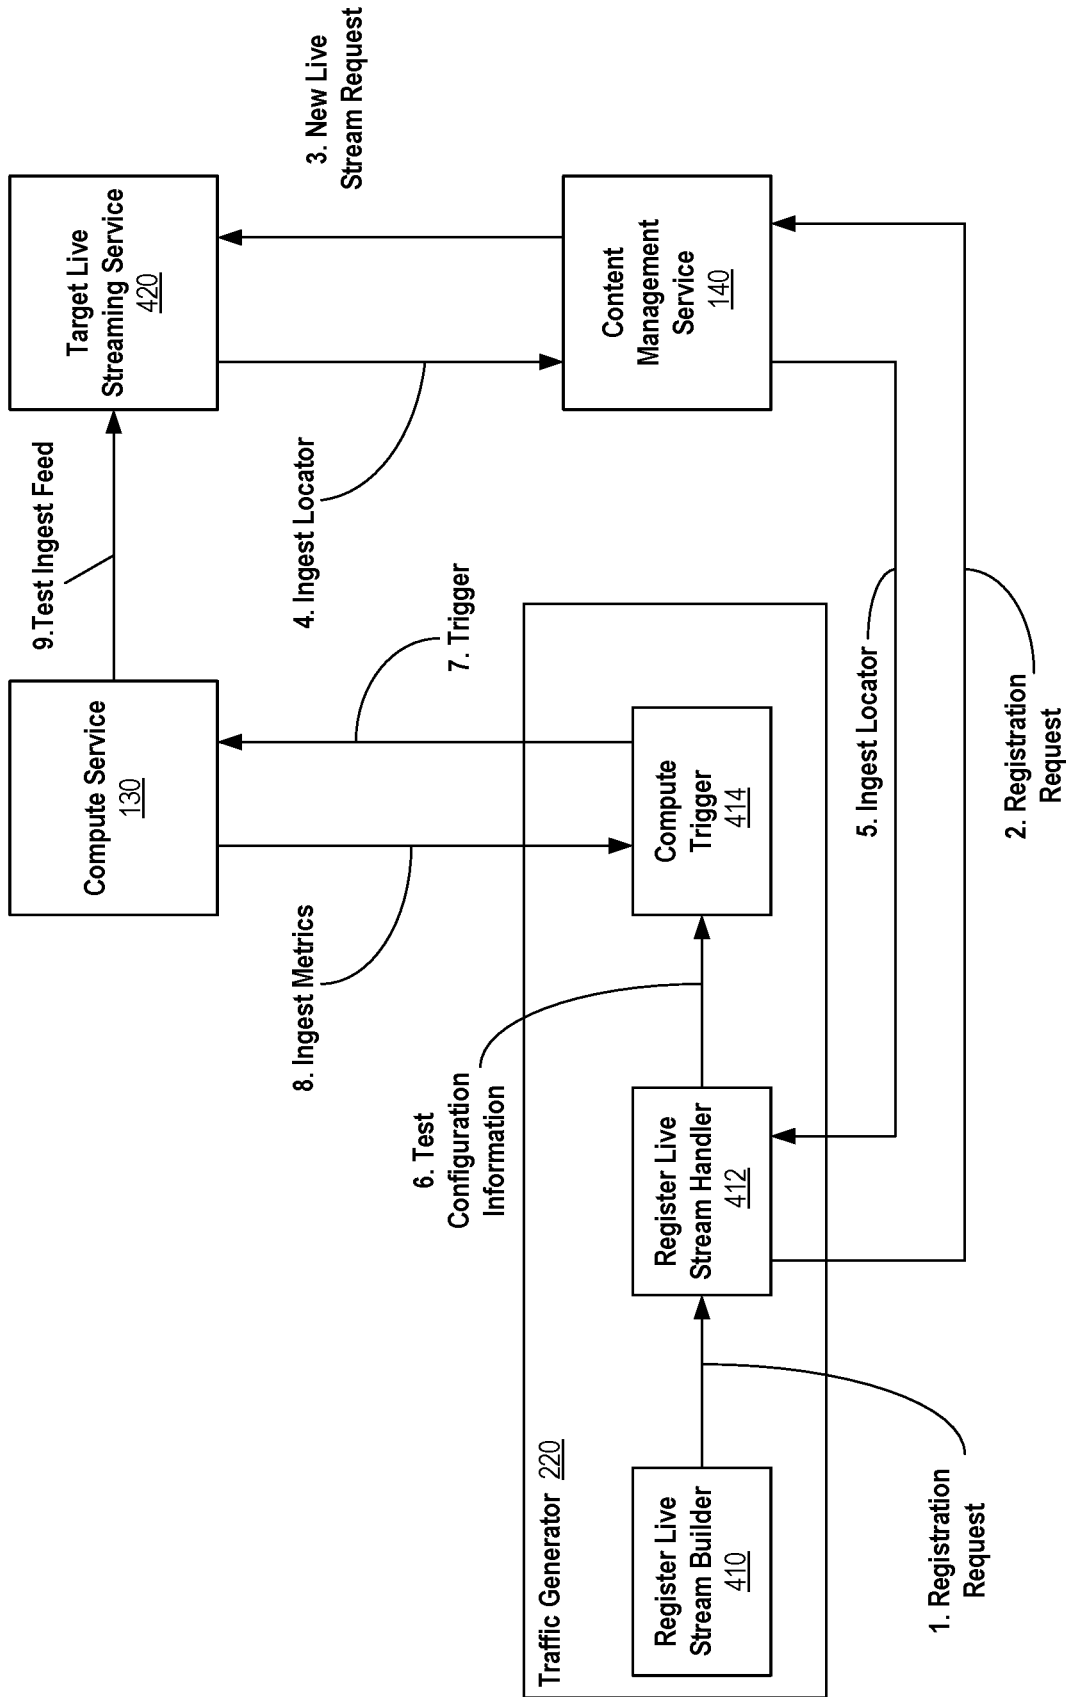 Compute Service
130
9.Test Ingest Feed
Target Live
Streaming Service
420
8. Ingest Metrics
7. Trigger
4. Ingest Locator
3. New Live
Stream Request
6. Test
Configuration
Information
Traffic Generator 220
Register Live
Stream Builder
410
Register Live
Stream Handler
412
Compute
Trigger
414
Content
Management
Service
140
5. Ingest Locator
1. Registration
Request
2. Registration
Request